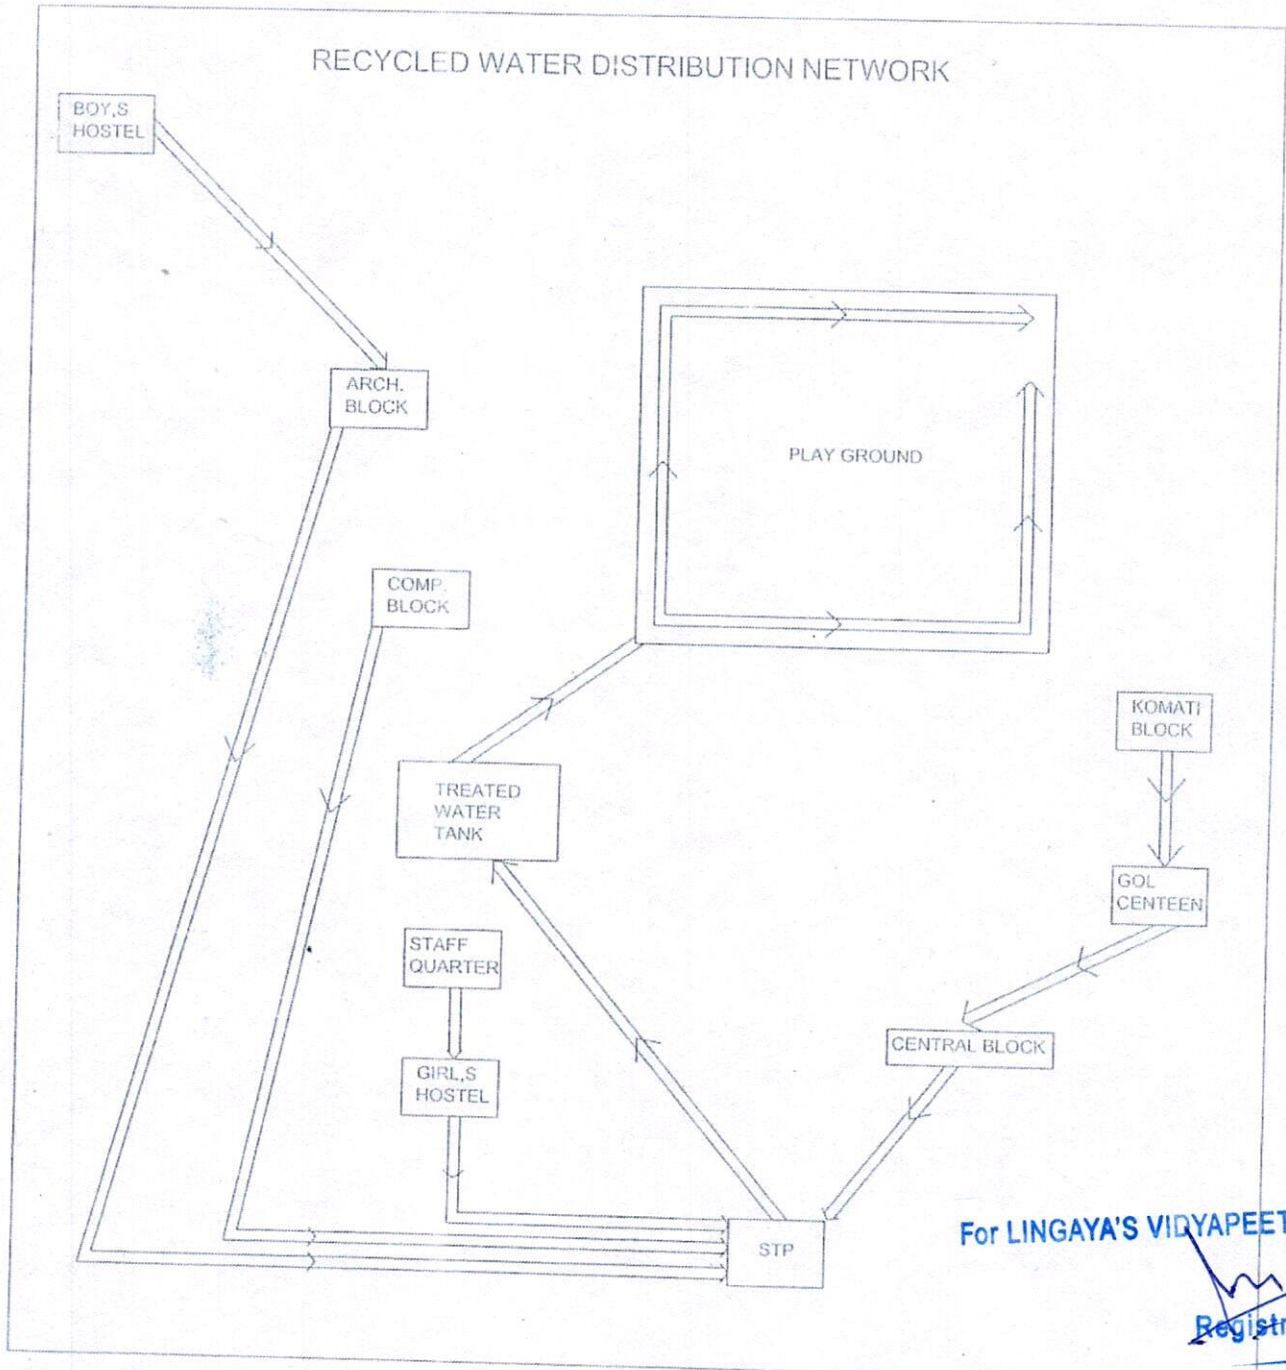 RECYCLED WATER DISTRIBUTION NETWORK
BOY,S
HOSTEL
ARCH.
BLOCK
PLAY GROUND
COMP.
BLOCK
KOMATI
BLOCK
TREATED
WATER
TANK
GOL
CENTEEN
STAFF
QUARTER
CENTRAL BLOCK
GIRL,S
HOSTEL
STP
For LINGAYA'S VIDYAPEET
Registr